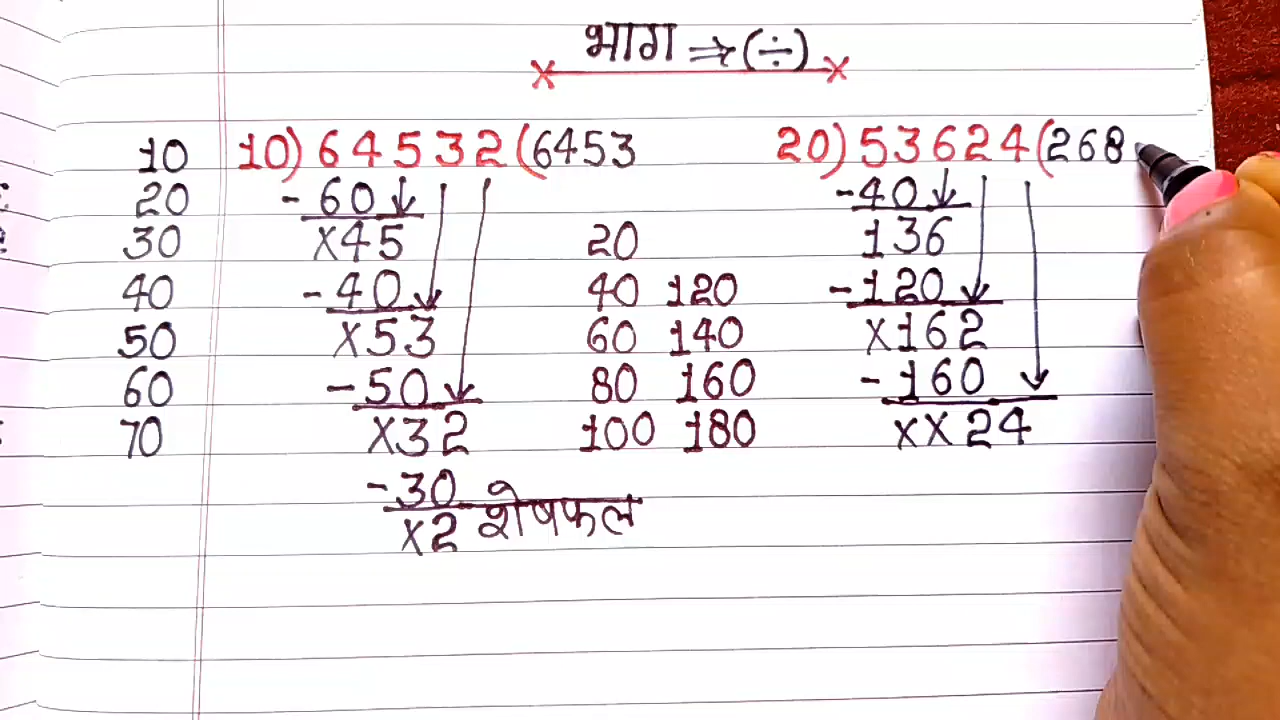 भाग ⇒ (÷)
10 10) 64532 (6453 20) 53624 (268
20 -60 -40
30 x45 20 136
40 -40 40 120 -120
50 x53 60 140 x162
60 -50 80 160 -160
70 x32 100 180 xx24
-30
x2 शेषफल